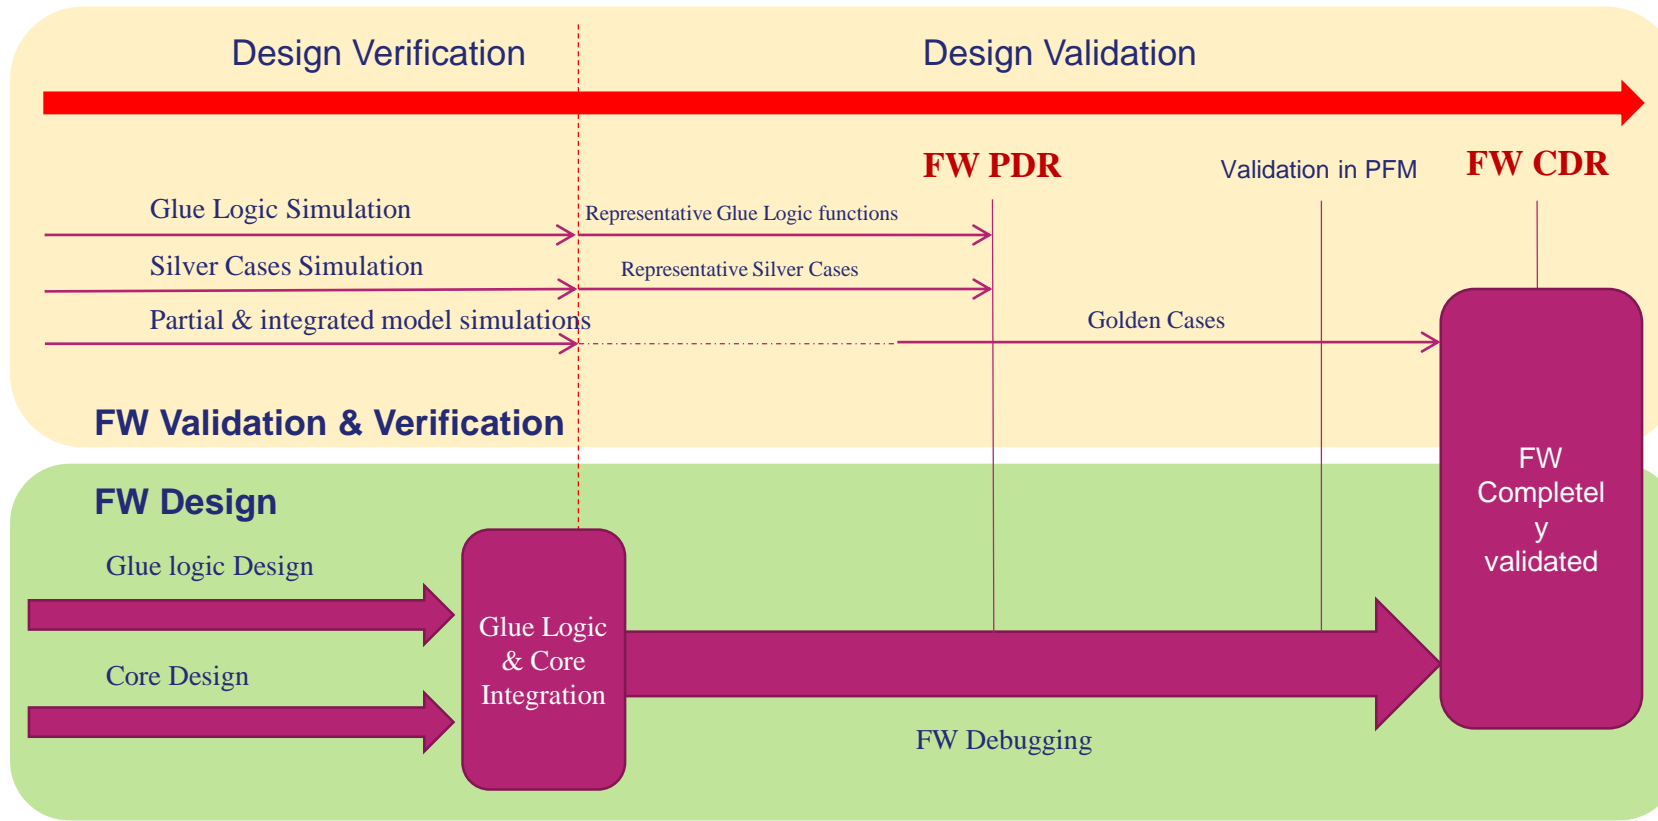 Design Verification
Design Validation
FW PDR
Validation in PFM
FW CDR
Glue Logic Simulation
Representative Glue Logic functions
Silver Cases Simulation
Representative Silver Cases
Partial & integrated model simulations
Golden Cases
FW Validation & Verification
FW
Completel
y
validated
FW Design
Glue logic Design
Glue Logic
& Core
Integration
Core Design
FW Debugging